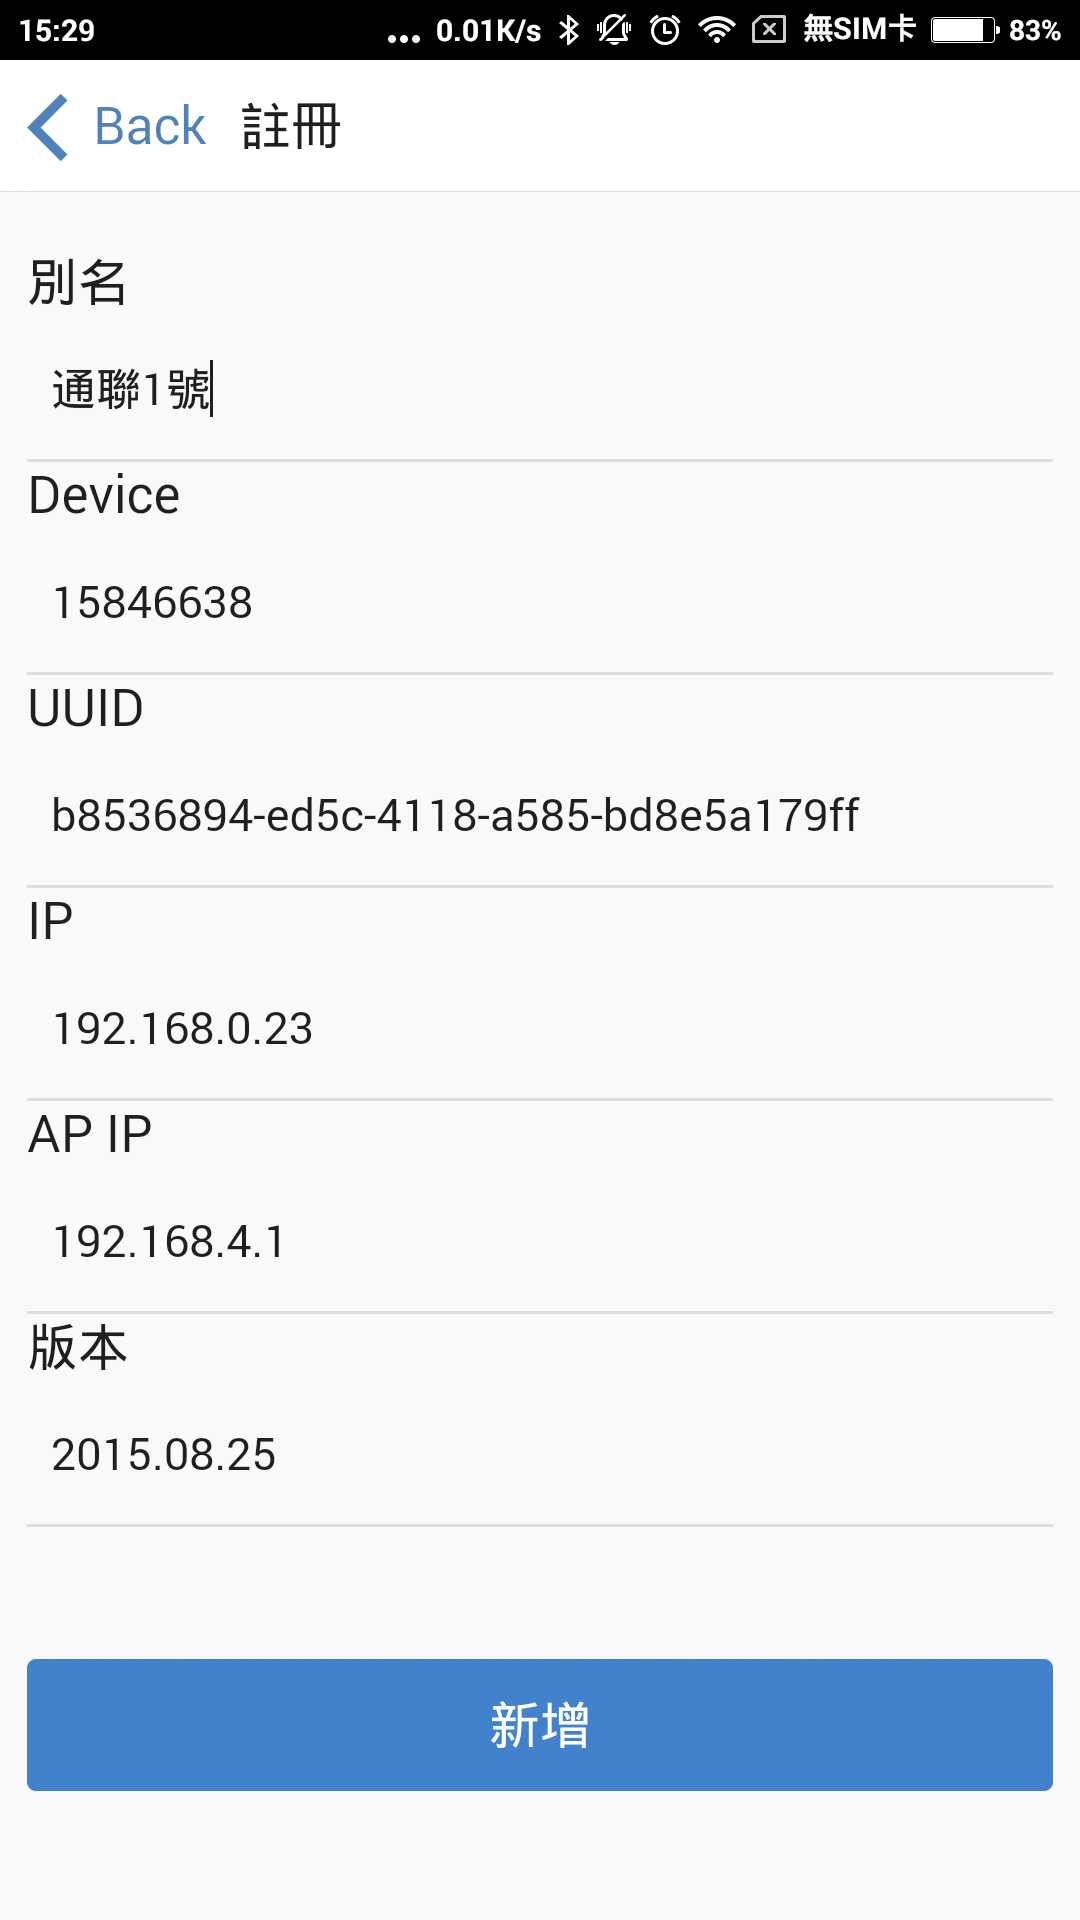 15:29 ... 0.01K/s 無SIM卡 83%
Back 註冊
別名
通聯1號
Device
15846638
UUID
b8536894-ed5c-4118-a585-bd8e5a179ff
IP
192.168.0.23
AP IP
192.168.4.1
版本
2015.08.25
新增